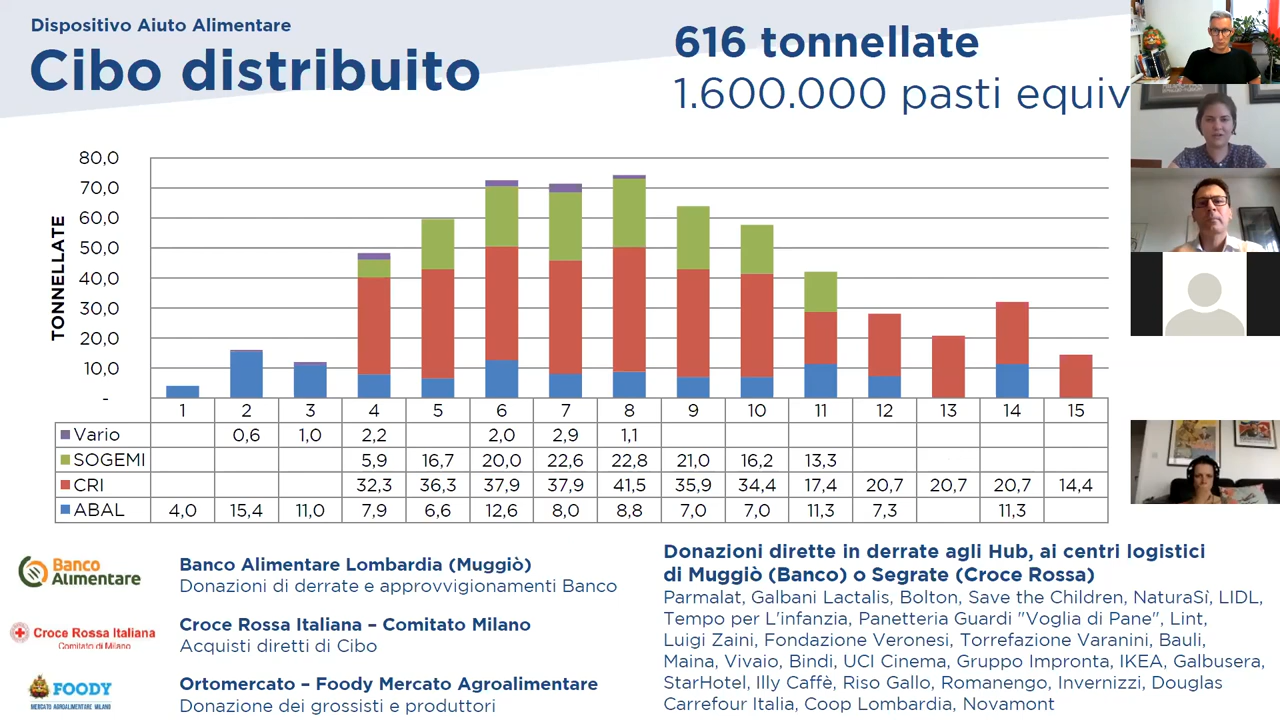 Dispositivo Aiuto Alimentare
Cibo distribuito
616 tonnellate
1.600.000 pasti equiv
TONNELLATE
80,0
70,0
60,0
50,0
40,0
30,0
20,0
10,0
-
1 2 3 4 5 6 7 8 9 10 11 12 13 14 15
Vario 0,6 1,0 2,2 2,0 2,9 1,1
SOGEMI 5,9 16,7 20,0 22,6 22,8 21,0 16,2 13,3
CRI 32,3 36,3 37,9 37,9 41,5 35,9 34,4 17,4 20,7 20,7 20,7 14,4
ABAL 4,0 15,4 11,0 7,9 6,6 12,6 8,0 8,8 7,0 7,0 11,3 7,3 11,3
Banco
Alimentare
Banco Alimentare Lombardia (Muggiò)
Donazioni di derrate e approvvigionamenti Banco
Croce Rossa Italiana
Comitato di Milano
Croce Rossa Italiana – Comitato Milano
Acquisti diretti di Cibo
FOODY
MERCATO AGROALIMENTARE MILANO
Ortomercato – Foody Mercato Agroalimentare
Donazione dei grossisti e produttori
Donazioni dirette in derrate agli Hub, ai centri logistici
di Muggiò (Banco) o Segrate (Croce Rossa)
Parmalat, Galbani Lactalis, Bolton, Save the Children, NaturaSì, LIDL,
Tempo per L'infanzia, Panetteria Guardi "Voglia di Pane", Lint,
Luigi Zaini, Fondazione Veronesi, Torrefazione Varanini, Bauli,
Maina, Vivaio, Bindi, UCI Cinema, Gruppo Impronta, IKEA, Galbusera,
StarHotel, Illy Caffè, Riso Gallo, Romanengo, Invernizzi, Douglas
Carrefour Italia, Coop Lombardia, Novamont